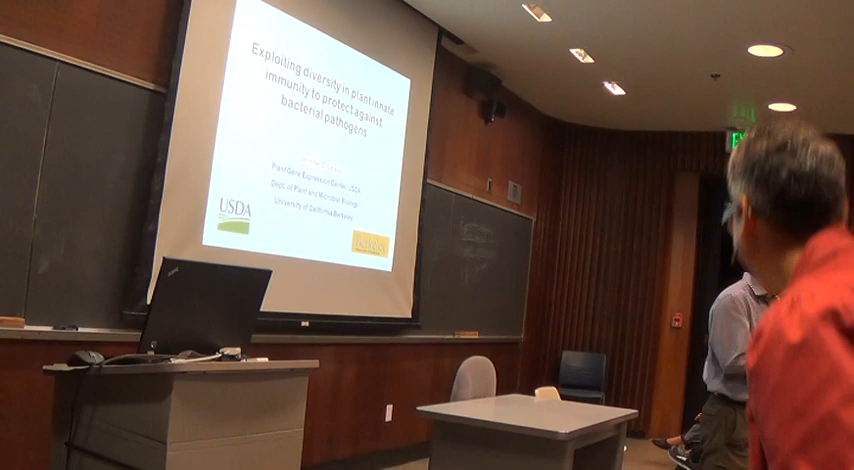 Exploiting diversity in plant innate
immunity to protect against
bacterial pathogens
Plant Gene Expression Center, USDA
Dept. of Plant and Microbial Biology
University of California Berkeley
USDA
Berkeley